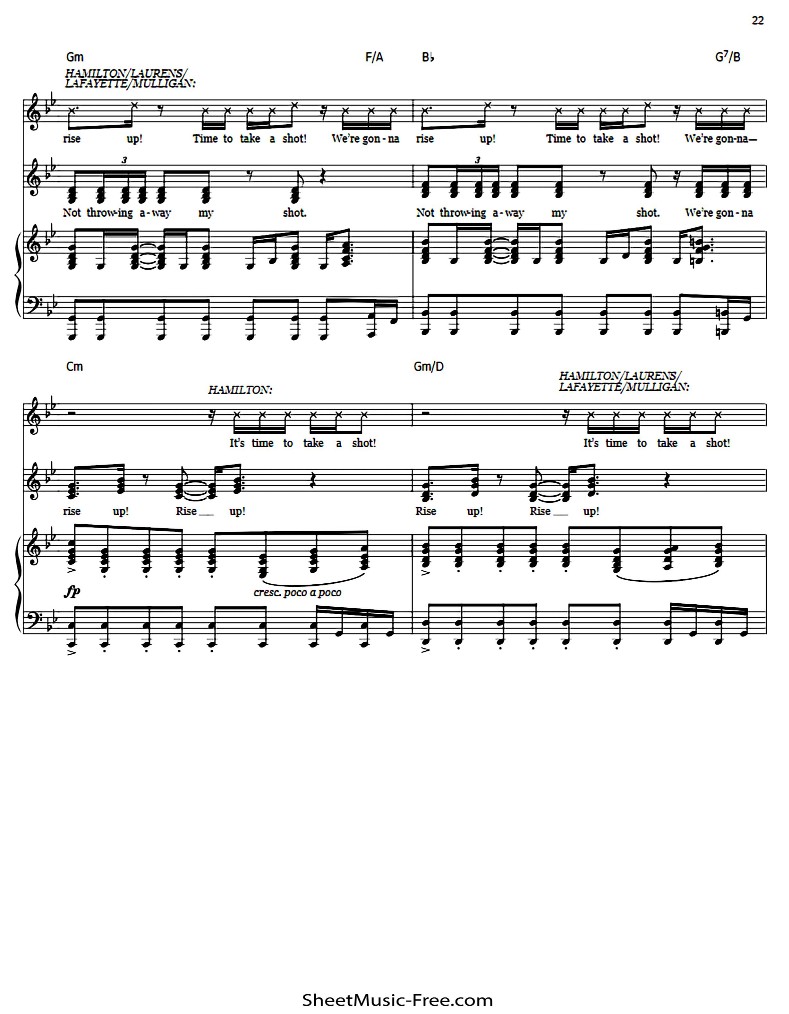 22
Gm F/A B♭ G7/B
HAMILTON/LAURENS/
LAFAYETTE/MULLIGAN:
rise up! Time to take a shot! We're gon-na rise up! Time to take a shot! We're gon-na
3 3
Not throw-ing a-way my shot. Not throw-ing a-way my shot. We're gon-na
Cm Gm/D
HAMILTON: HAMILTON/LAURENS/
LAFAYETTE/MULLIGAN:
It's time to take a shot! It's time to take a shot!
rise up! Rise up! Rise up! Rise up!
fp cresc. poco a poco
SheetMusic-Free.com